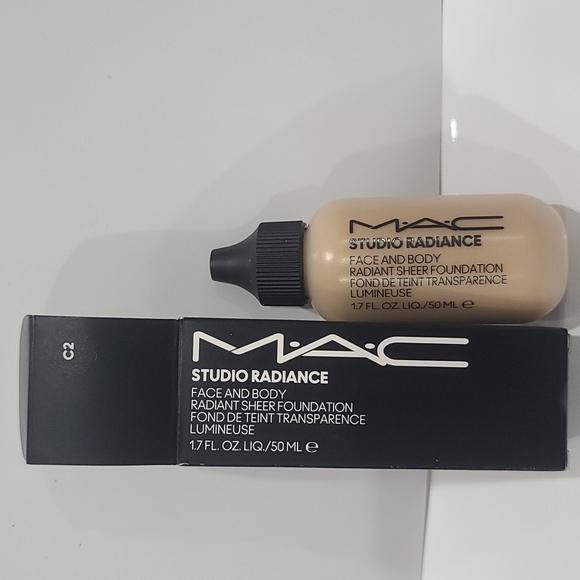 M·A·C
STUDIO RADIANCE
FACE AND BODY
RADIANT SHEER FOUNDATION
FOND DE TEINT TRANSPARENCE
LUMINEUSE
1.7 FL. OZ. LIQ./50 ML ℮
C2
M·A·C
STUDIO RADIANCE
FACE AND BODY
RADIANT SHEER FOUNDATION
FOND DE TEINT TRANSPARENCE
LUMINEUSE
1.7 FL. OZ. LIQ./50 ML ℮